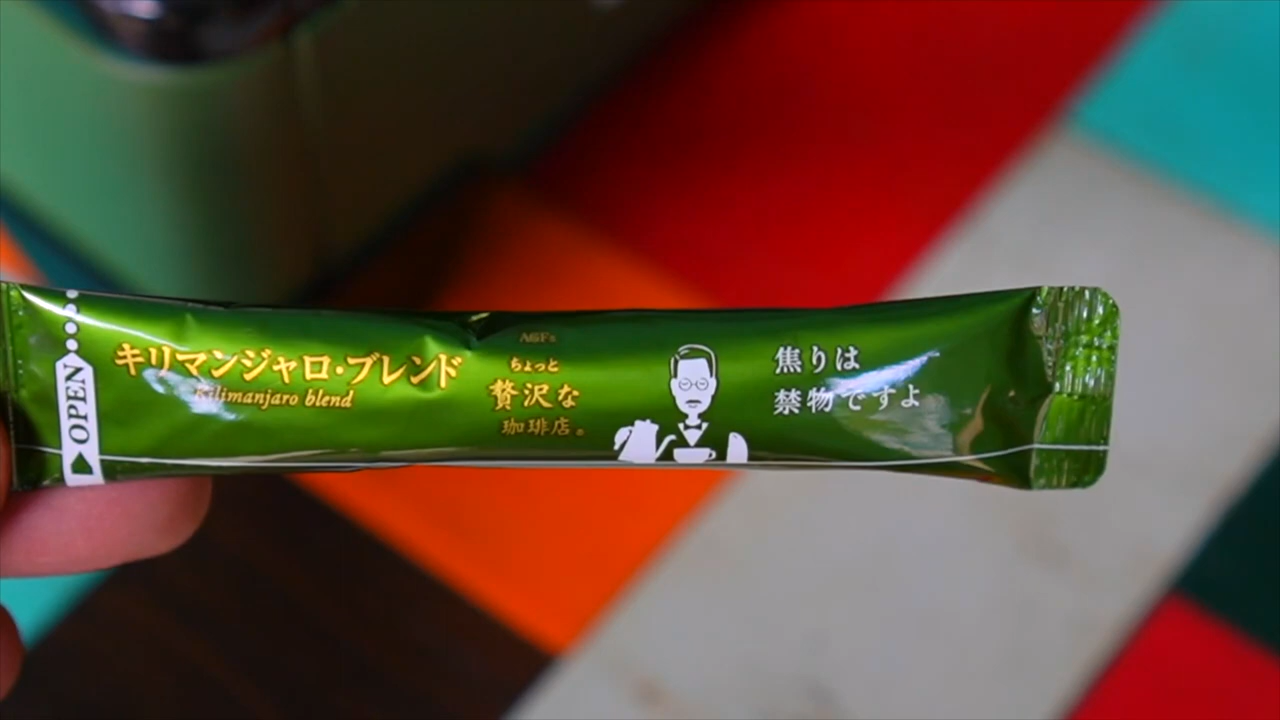 OPEN
キリマンジャロ・ブレンド
Kilimanjaro blend
AGF®
ちょっと
贅沢な
珈琲店®
焦りは
禁物ですよ